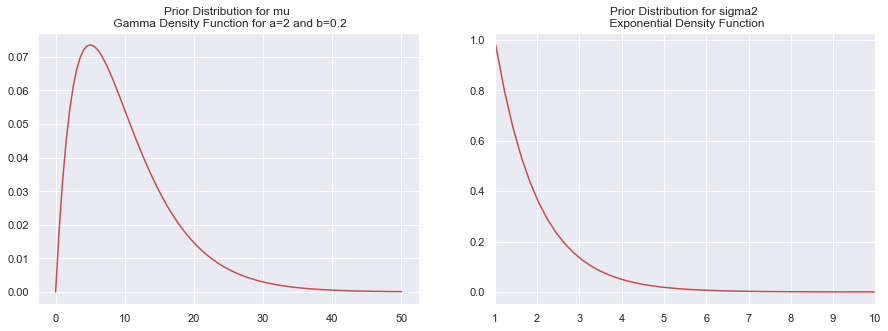 Prior Distribution for mu
Gamma Density Function for a=2 and b=0.2
0.07
0.06
0.05
0.04
0.03
0.02
0.01
0.00
0 10 20 30 40 50
Prior Distribution for sigma2
Exponential Density Function
1.0
0.8
0.6
0.4
0.2
0.0
1 2 3 4 5 6 7 8 9 10